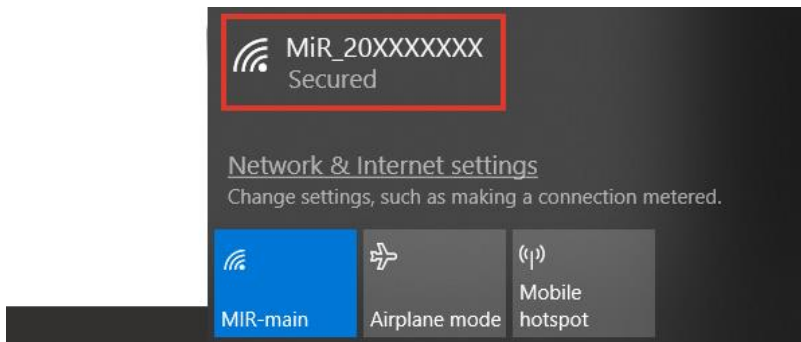 MiR_20XXXXXXX
Secured
Network & Internet settings
Change settings, such as making a connection metered.
MIR-main
Airplane mode
Mobile
hotspot